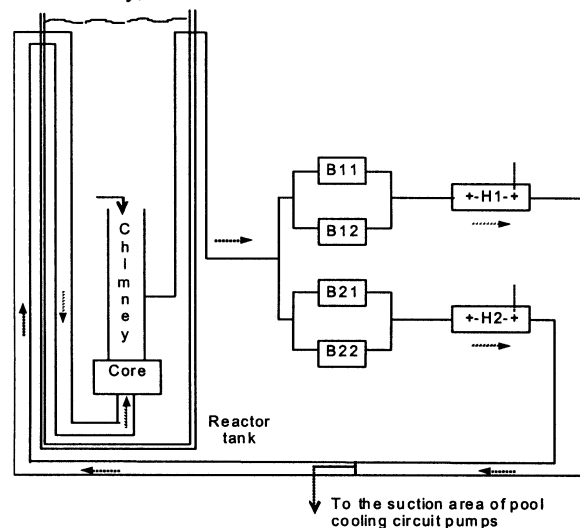 B11
Chimney
B12
+-H1-+
B21
+-H2-+
B22
Core
Reactor
tank
To the suction area of pool
cooling circuit pumps